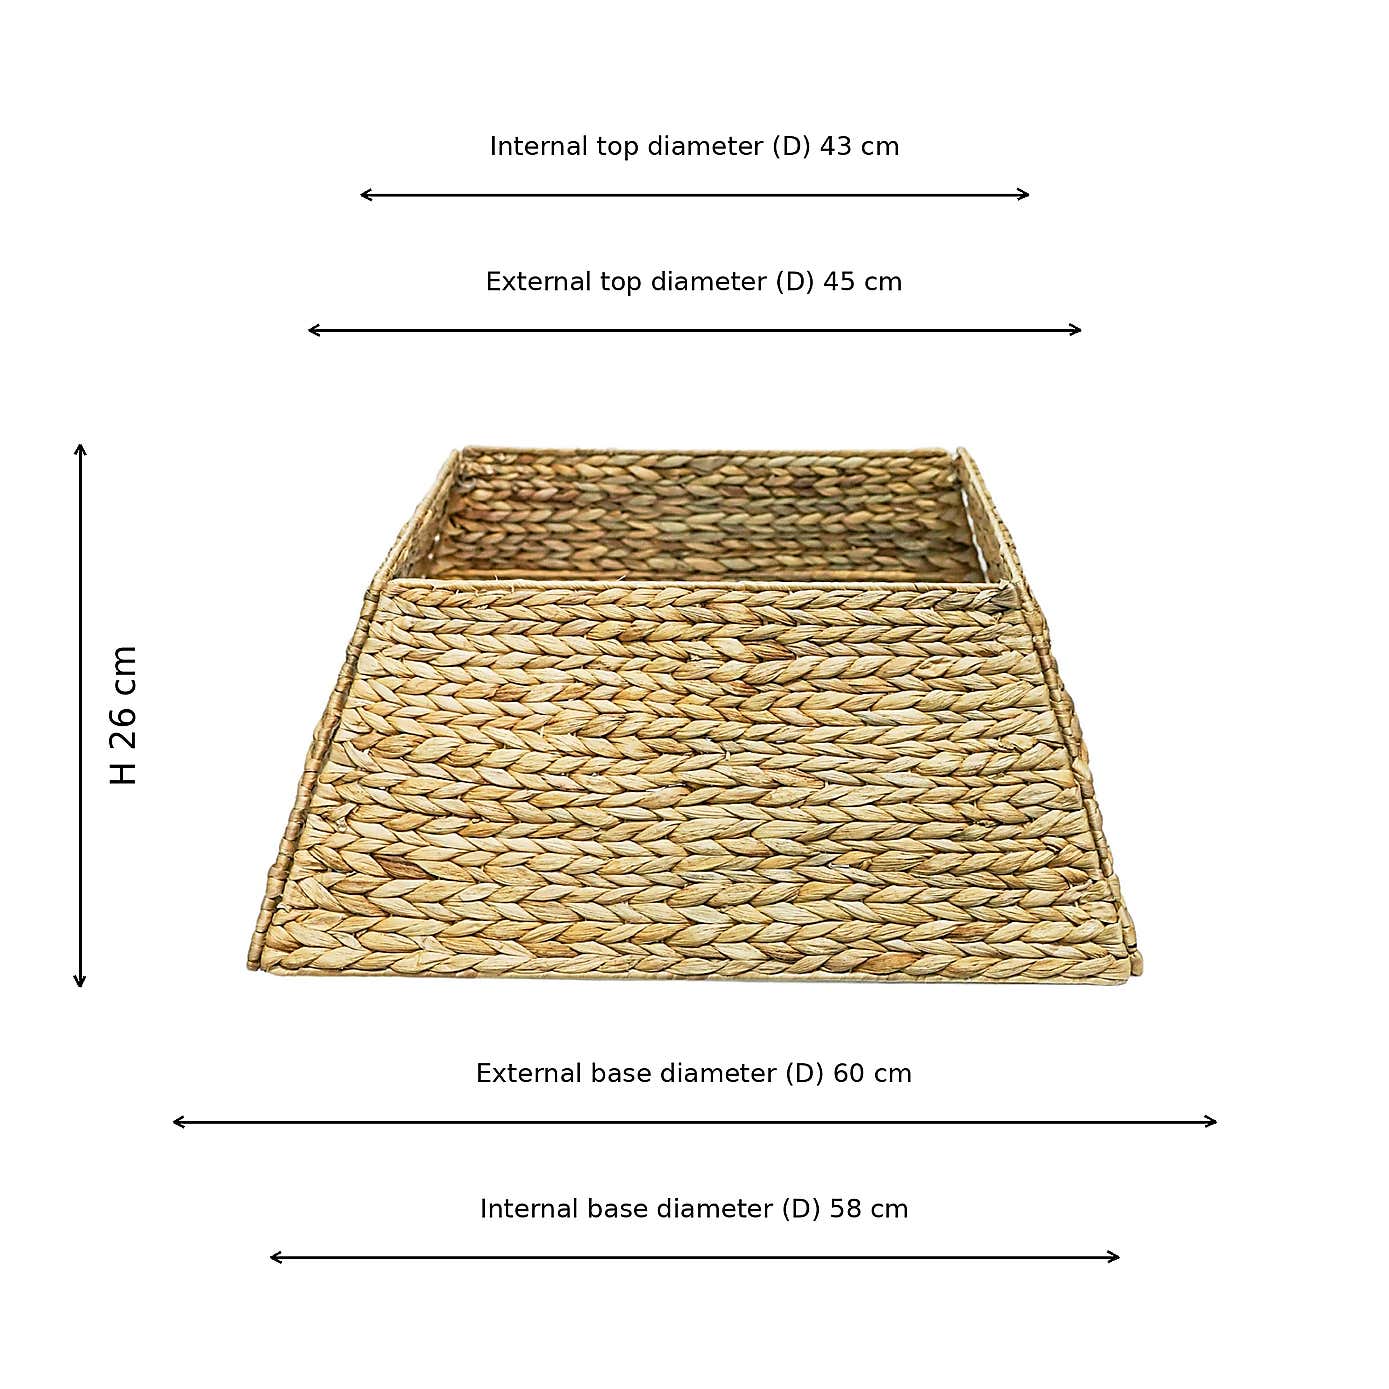 Internal top diameter (D) 43 cm
External top diameter (D) 45 cm
H 26 cm
External base diameter (D) 60 cm
Internal base diameter (D) 58 cm